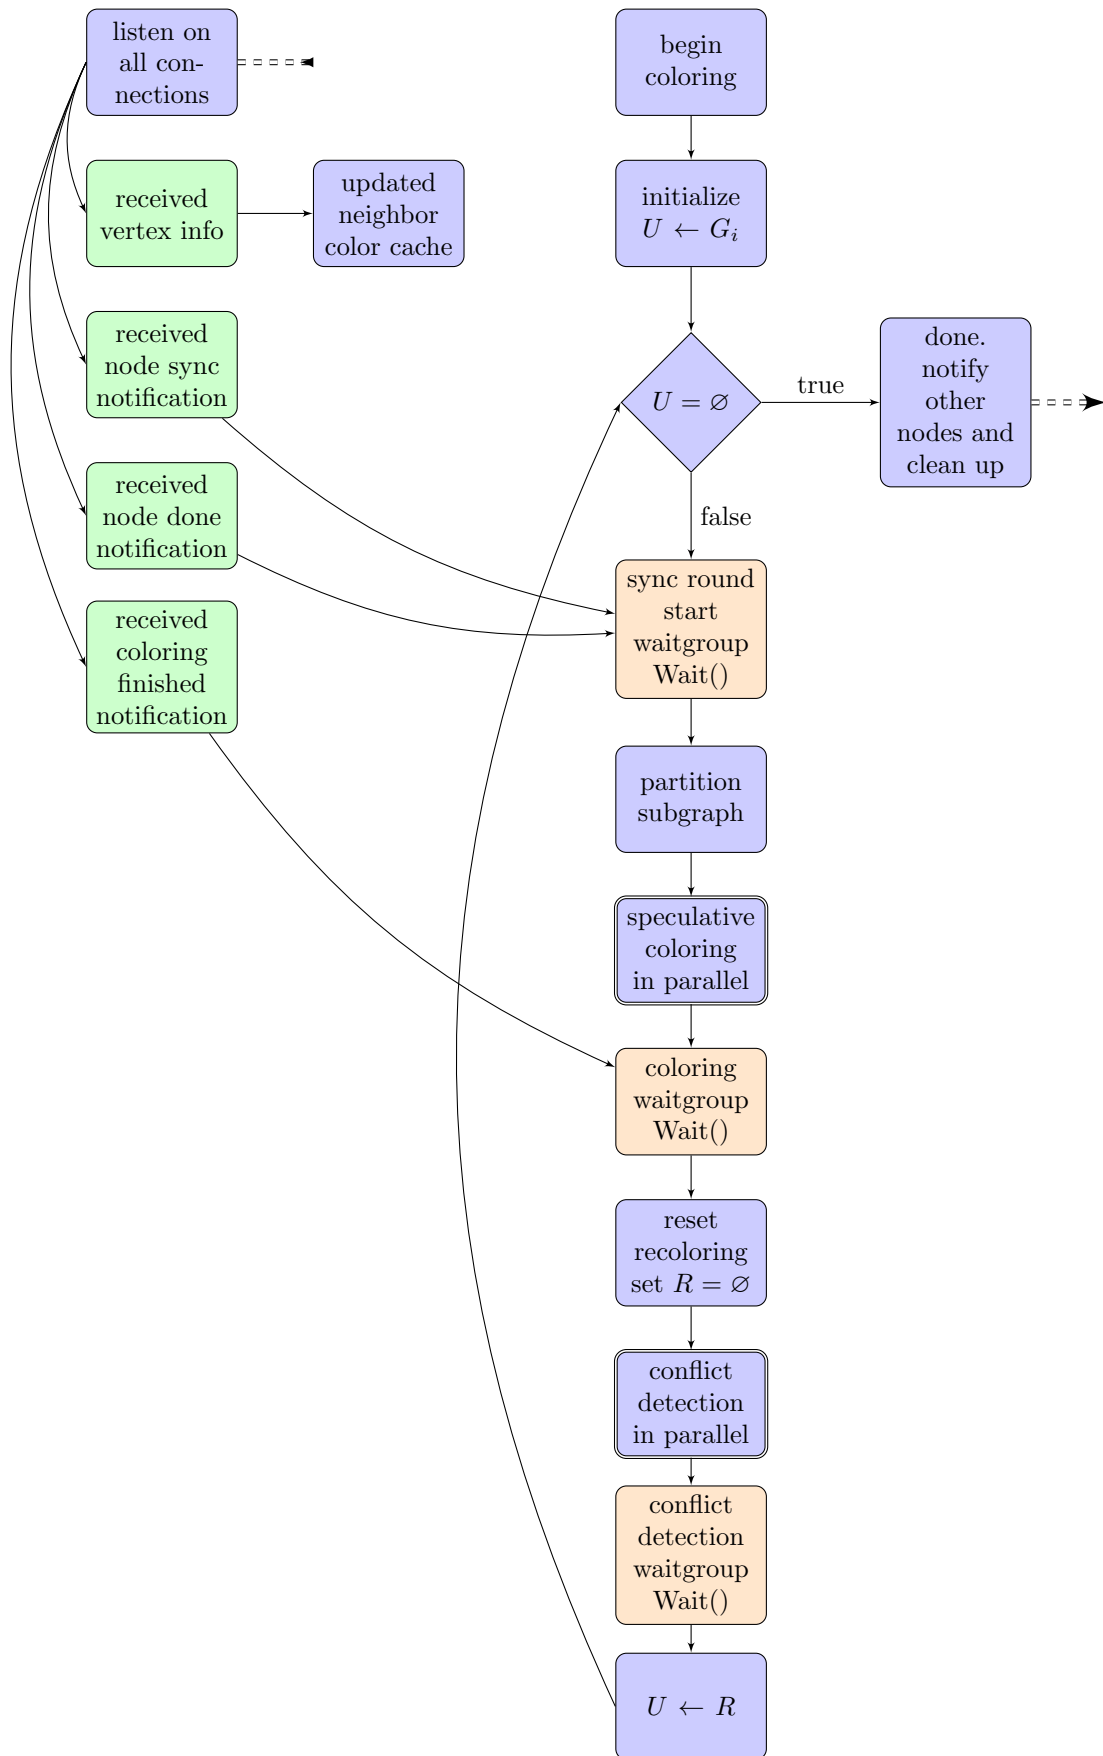 listen on
all con-
nections
begin
coloring
received
vertex info
updated
neighbor
color cache
initialize
U ← G_i
received
node sync
notification
U = ∅
true
done.
notify
other
nodes and
clean up
false
received
node done
notification
sync round
start
waitgroup
Wait()
received
coloring
finished
notification
partition
subgraph
speculative
coloring
in parallel
coloring
waitgroup
Wait()
reset
recoloring
set R = ∅
conflict
detection
in parallel
conflict
detection
waitgroup
Wait()
U ← R